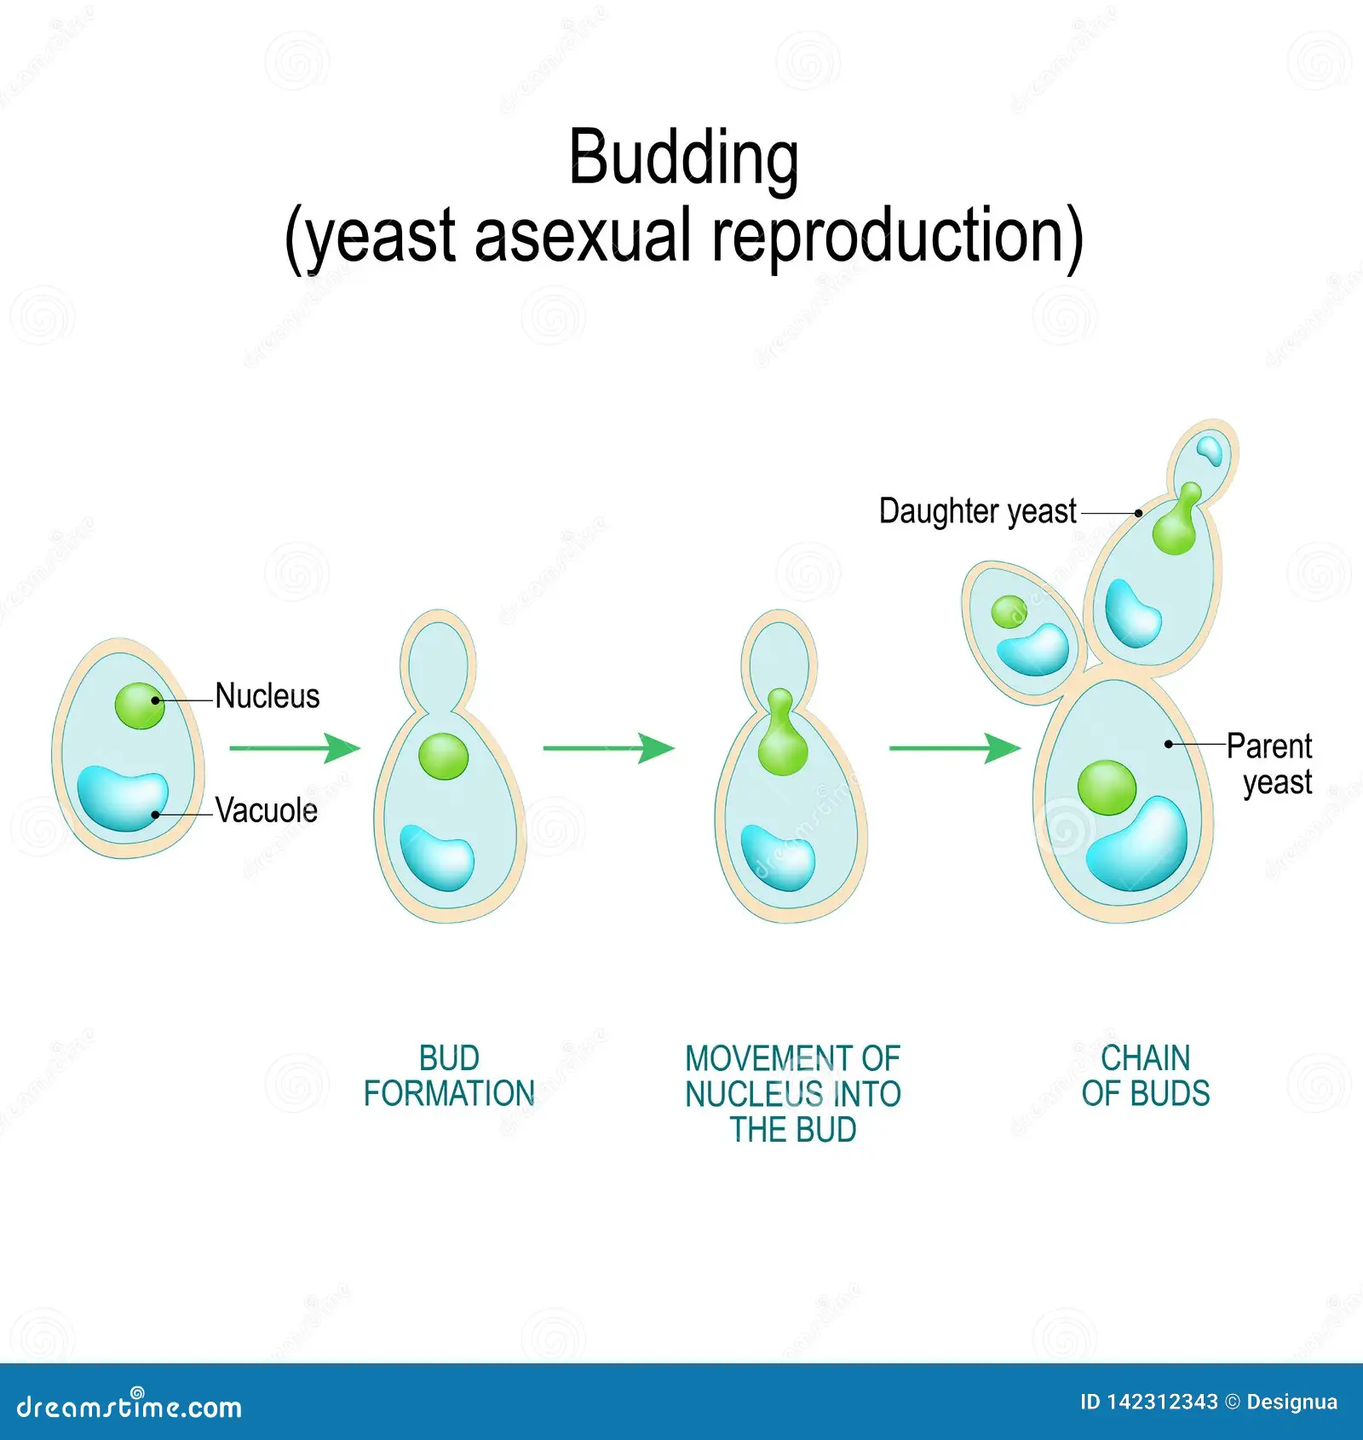 Budding
(yeast asexual reproduction)
Daughter yeast
Nucleus
Vacuole
Parent
yeast
BUD
FORMATION
MOVEMENT OF
NUCLEUS INTO
THE BUD
CHAIN
OF BUDS
dreamstime.com
ID 142312343 © Designua